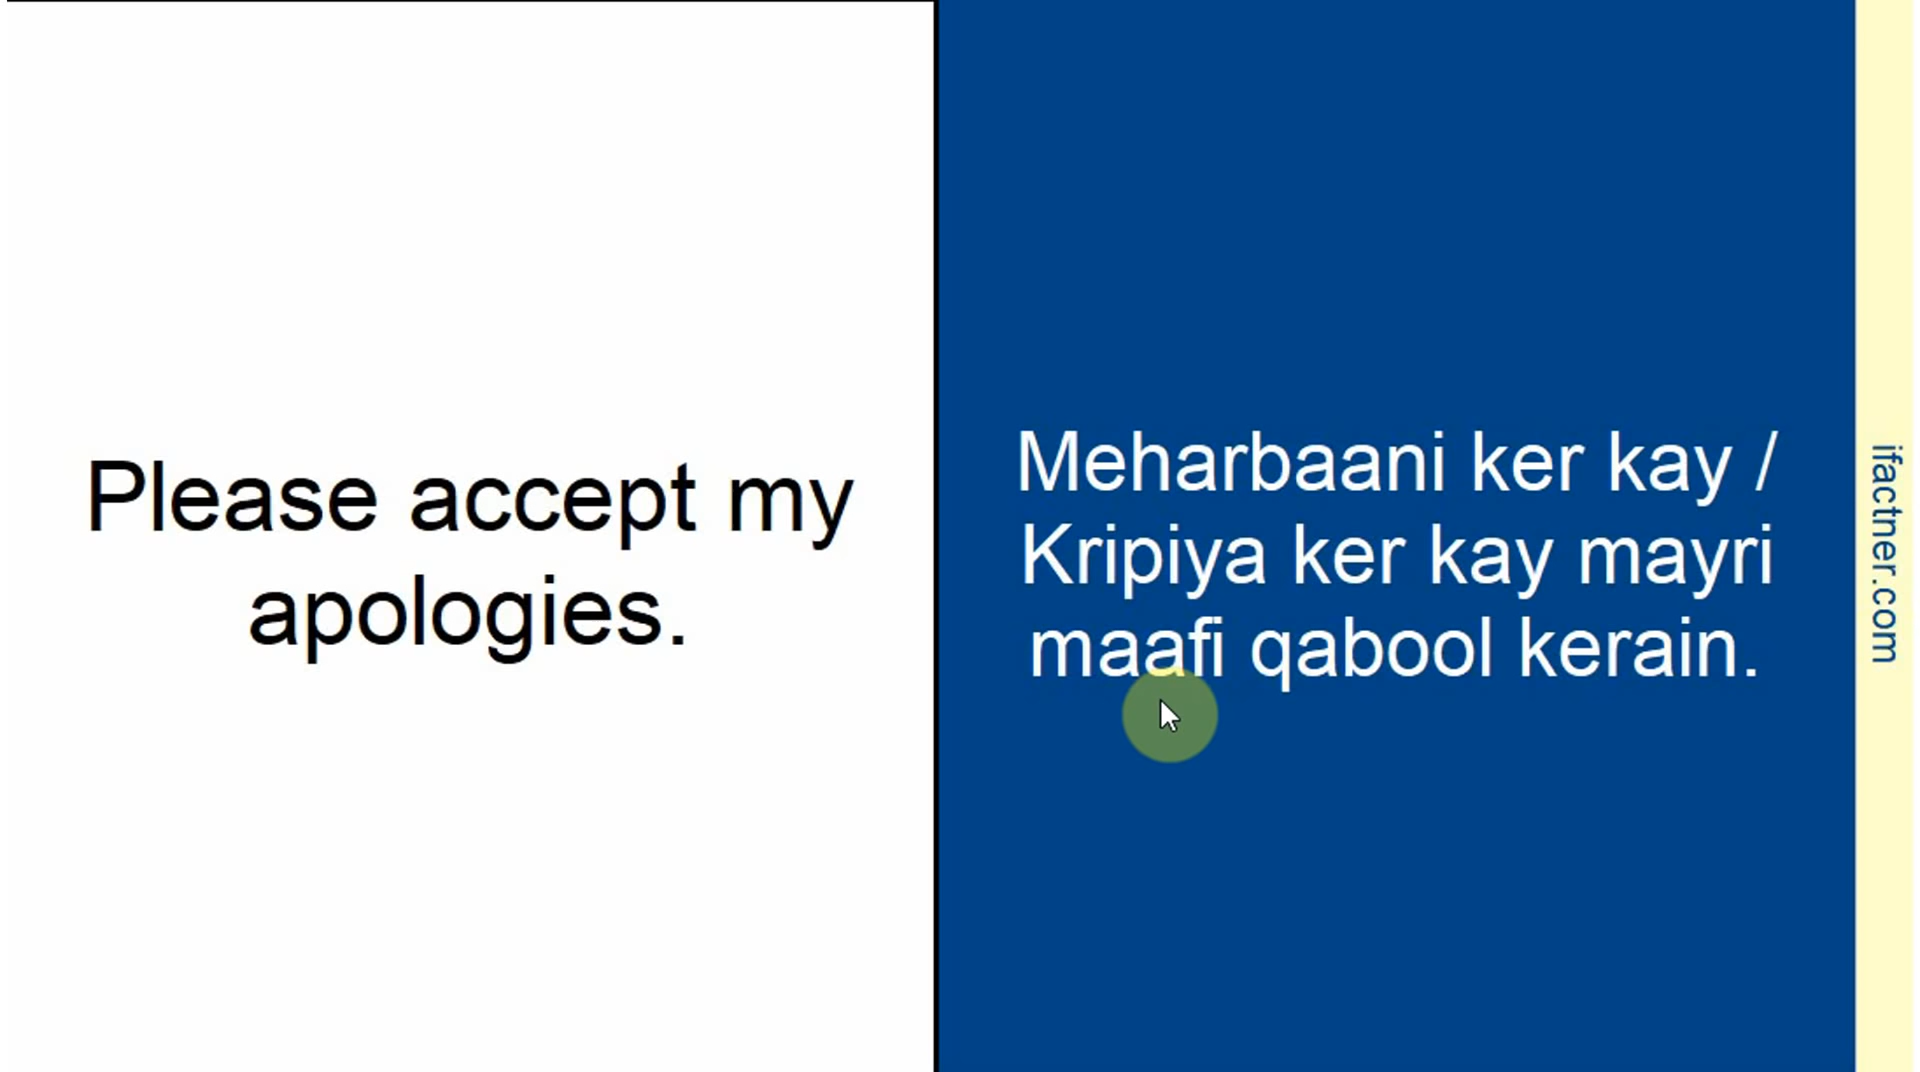 Please accept my
apologies.
Meharbaani ker kay /
Kripiya ker kay mayri
maafi qabool kerain.
ifactner.com